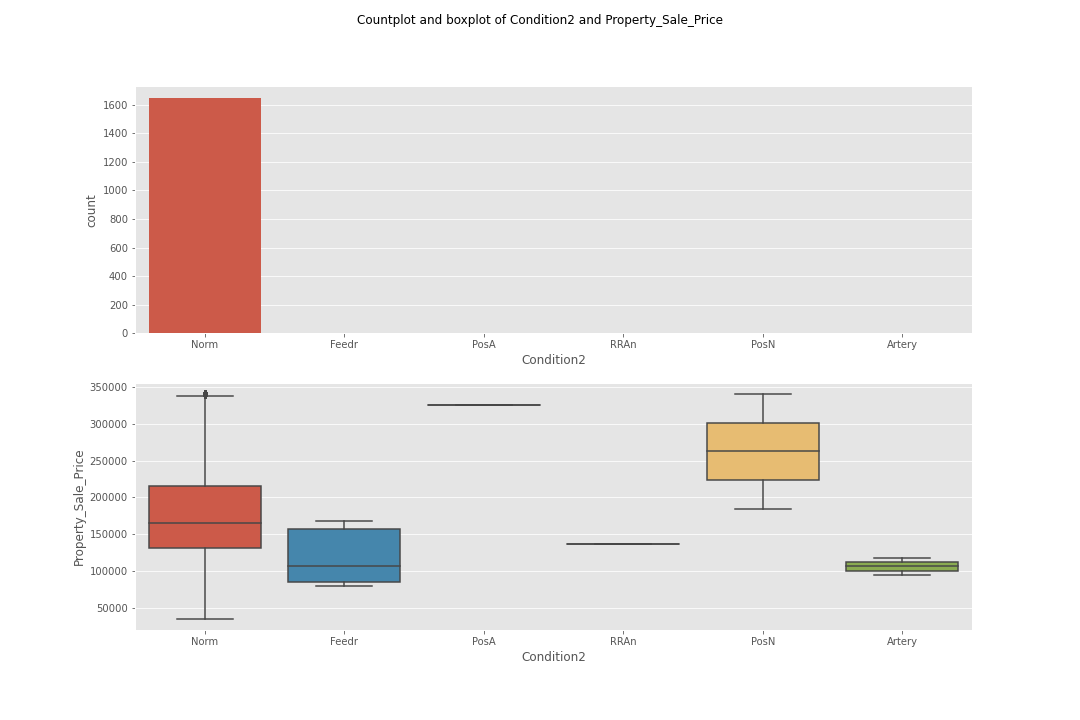 Countplot and boxplot of Condition2 and Property_Sale_Price
1600
1400
1200
1000
800
600
400
200
0
count
Norm Feedr PosA RRAn PosN Artery
Condition2
350000
300000
250000
200000
150000
100000
50000
Property_Sale_Price
Norm Feedr PosA RRAn PosN Artery
Condition2